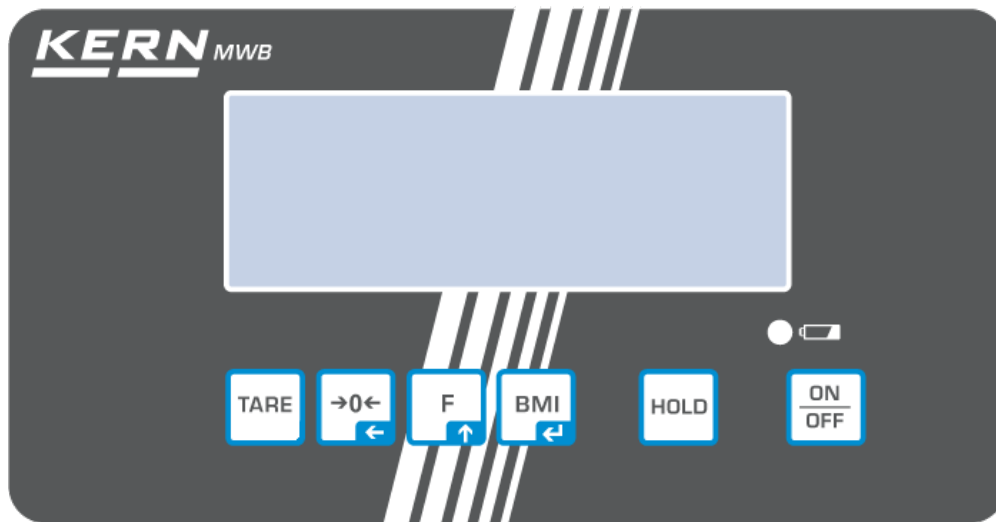 KERN MWB
TARE
→0←
F
BMI
HOLD
ON
OFF